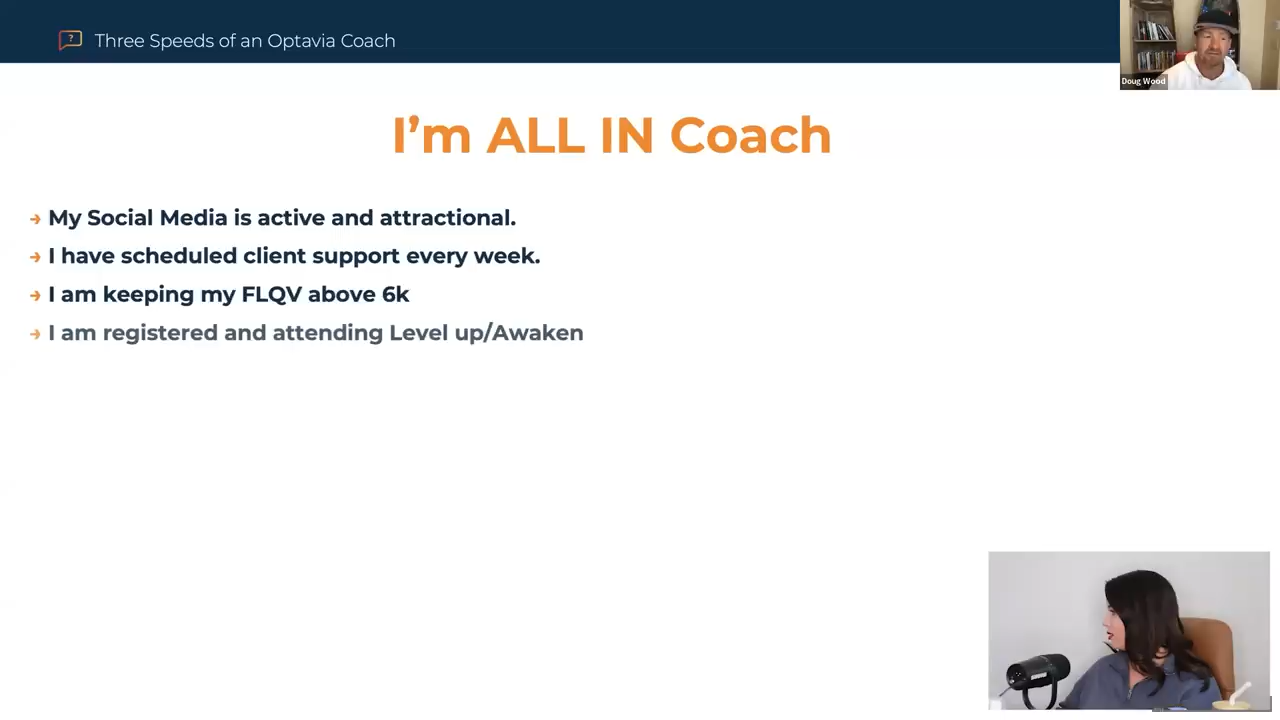 ? Three Speeds of an Optavia Coach
Doug Wood
I'm ALL IN Coach
→ My Social Media is active and attractional.
→ I have scheduled client support every week.
→ I am keeping my FLQV above 6k
→ I am registered and attending Level up/Awaken